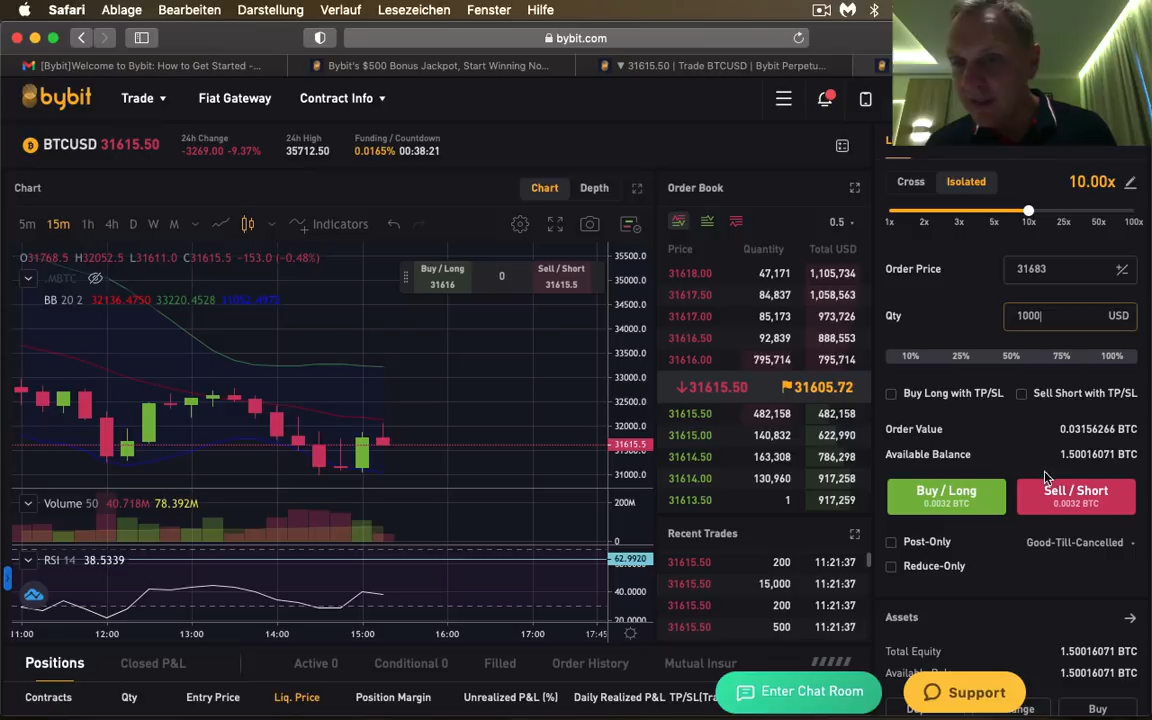 Safari Ablage Bearbeiten Darstellung Verlauf Lesezeichen Fenster Hilfe
bybit.com
[Bybit]Welcome to Bybit: How to Get Started -...
Bybit's $500 Bonus Jackpot, Start Winning No...
▼ 31615.50 | Trade BTCUSD | Bybit Perpetu...
bybit
Trade Fiat Gateway Contract Info
BTCUSD 31615.50
24h Change
-3269.00 -9.37%
24h High
35712.50
Funding / Countdown
0.0165% 00:38:21
Chart
Chart Depth
5m 15m 1h 4h D W M Indicators
O31768.5 H32052.5 L31611.0 C31615.5 -153.0 (-0.48%)
.MBTC
BB 20 2 32136.4750 33220.4528
Buy / Long
31616
0
Sell / Short
31615.5
35500.0
35000.0
34500.0
34000.0
33500.0
33000.0
32500.0
32000.0
31615.5
31000.0
Volume 50 40.718M 78.392M
200M
0
RSI 14 38.5339
62.9920
40.0000
20.0000
11:00 12:00 13:00 14:00 15:00 16:00 17:00 17:45
Order Book
0.5
Price Quantity Total USD
31618.00 47,171 1,105,734
31617.50 84,837 1,058,563
31617.00 85,173 973,726
31616.50 92,839 888,553
31616.00 795,714 795,714
↓31615.50 31605.72
31615.50 482,158 482,158
31615.00 140,832 622,990
31614.50 163,308 786,298
31614.00 130,960 917,258
31613.50 1 917,259
Recent Trades
31615.50 200 11:21:37
31615.50 15,000 11:21:37
31615.50 200 11:21:37
31615.50 500 11:21:37
Cross Isolated 10.00x
1x 2x 3x 5x 10x 25x 50x 100x
Order Price 31683
Qty 1000 USD
10% 25% 50% 75% 100%
Buy Long with TP/SL Sell Short with TP/SL
Order Value 0.03156266 BTC
Available Balance 1.50016071 BTC
Buy / Long
0.0032 BTC
Sell / Short
0.0032 BTC
Post-Only Good-Till-Cancelled
Reduce-Only
Assets
Total Equity 1.50016071 BTC
1.50016071 BTC
Buy
Positions Closed P&L Active 0 Conditional 0 Filled Order History Mutual Insur
Contracts Qty Entry Price Liq. Price Position Margin Unrealized P&L (%) Daily Realized P&L TP/SL(Tra
Enter Chat Room
Support